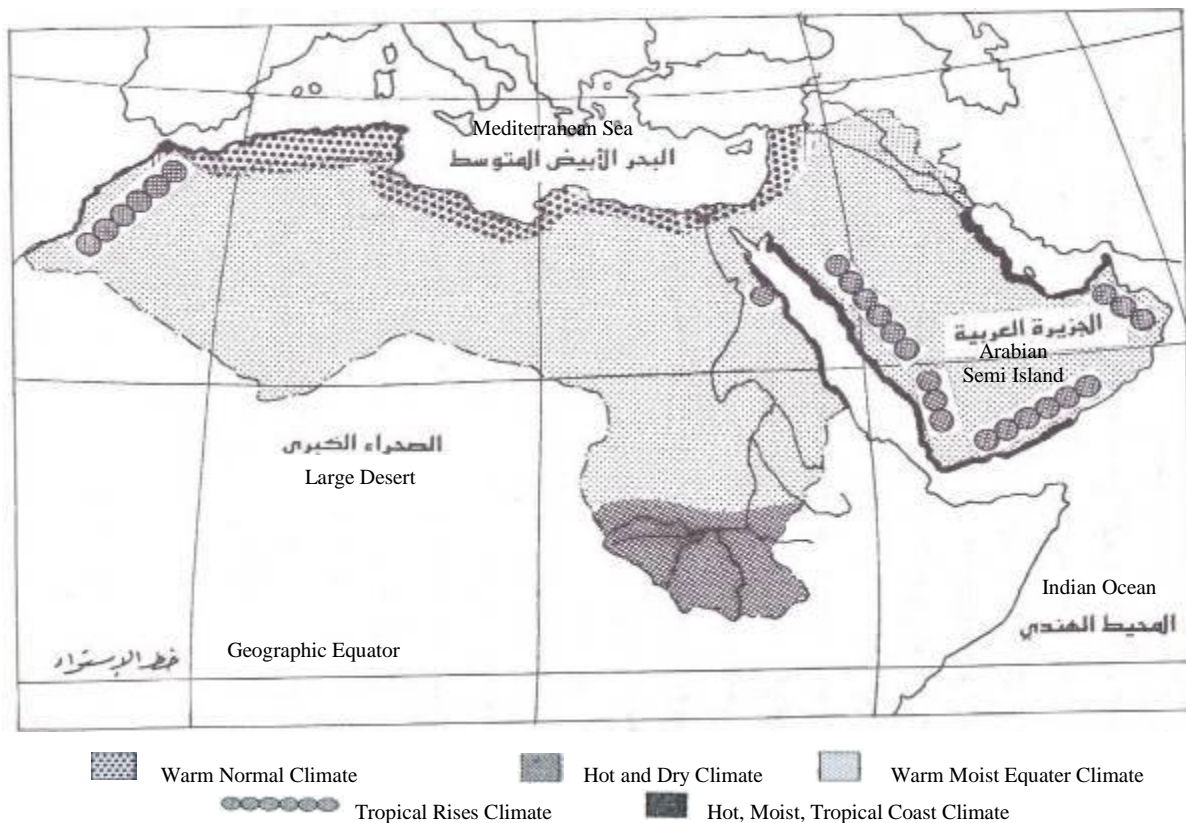 Mediterranean Sea
البحر الأبيض المتوسط
الجزيرة العربية
Arabian
Semi Island
الصحراء الكبرى
Large Desert
Indian Ocean
المحيط الهندي
Geographic Equator
خط الإستواء
Warm Normal Climate
Hot and Dry Climate
Warm Moist Equater Climate
Tropical Rises Climate
Hot, Moist, Tropical Coast Climate